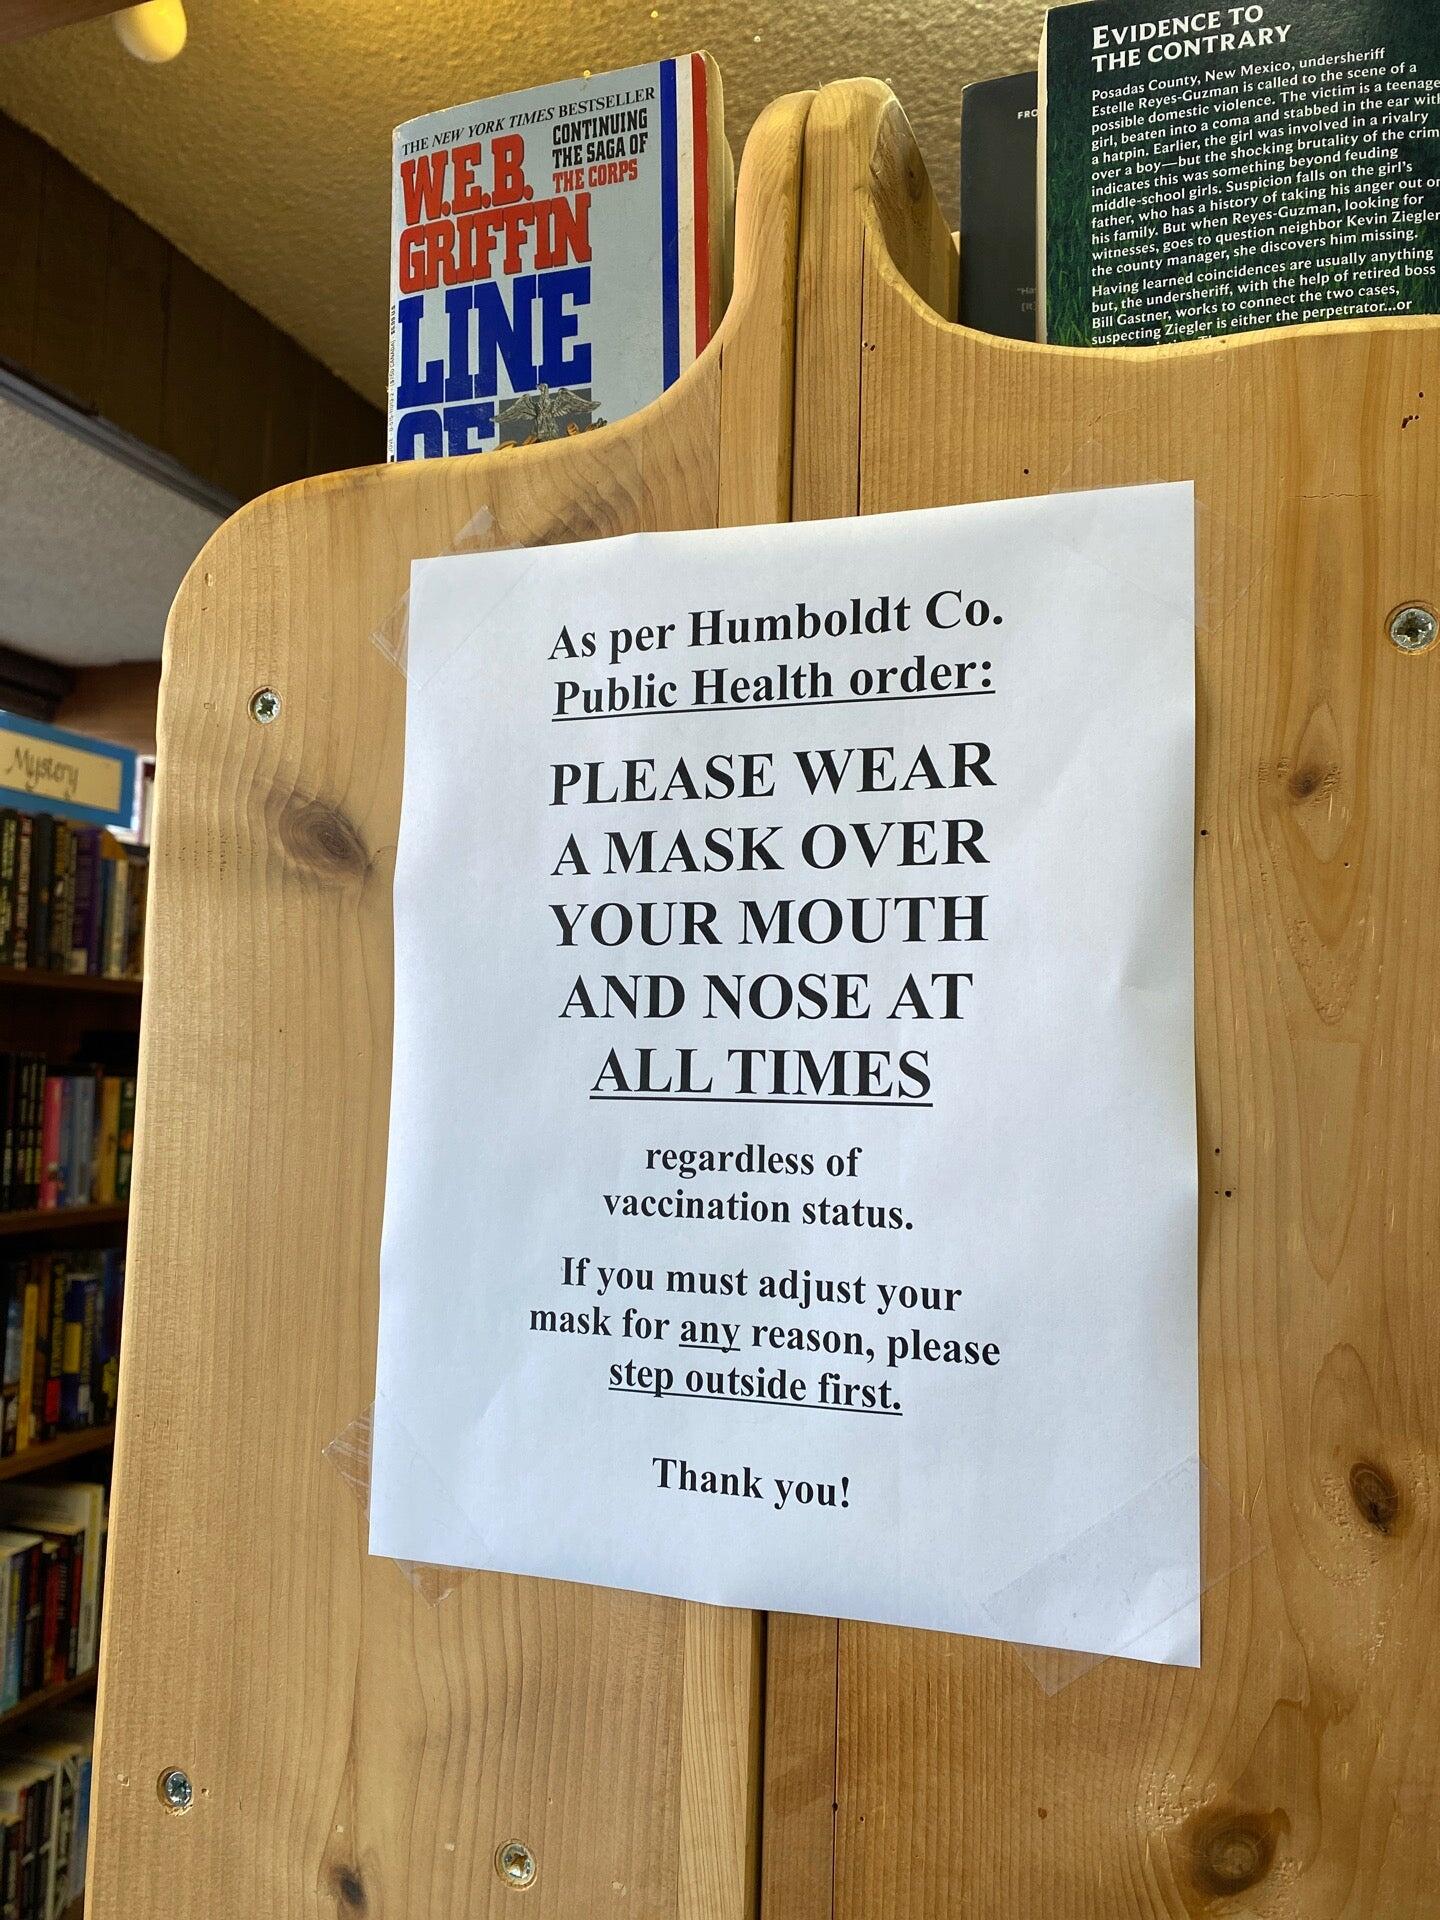 THE NEW YORK TIMES BESTSELLER
W.E.B.
GRIFFIN
CONTINUING
THE SAGA OF
THE CORPS
LINE
OF
EVIDENCE TO
THE CONTRARY
Posadas County, New Mexico, undersheriff
Estelle Reyes-Guzman is called to the scene of a
possible domestic violence. The victim is a teenage
girl, beaten into a coma and stabbed in the ear with
a hatpin. Earlier, the girl was involved in a rivalry
over a boy—but the shocking brutality of the crim
indicates this was something beyond feuding
middle-school girls. Suspicion falls on the girl's
father, who has a history of taking his anger out on
his family. But when Reyes-Guzman, looking for
witnesses, goes to question neighbor Kevin Ziegler,
the county manager, she discovers him missing.
Having learned coincidences are usually anything
but, the undersheriff, with the help of retired boss
Bill Gastner, works to connect the two cases,
suspecting Ziegler is either the perpetrator...or
As per Humboldt Co.
Public Health order:
PLEASE WEAR
A MASK OVER
YOUR MOUTH
AND NOSE AT
ALL TIMES
regardless of
vaccination status.
If you must adjust your
mask for any reason, please
step outside first.
Thank you!
Mystery